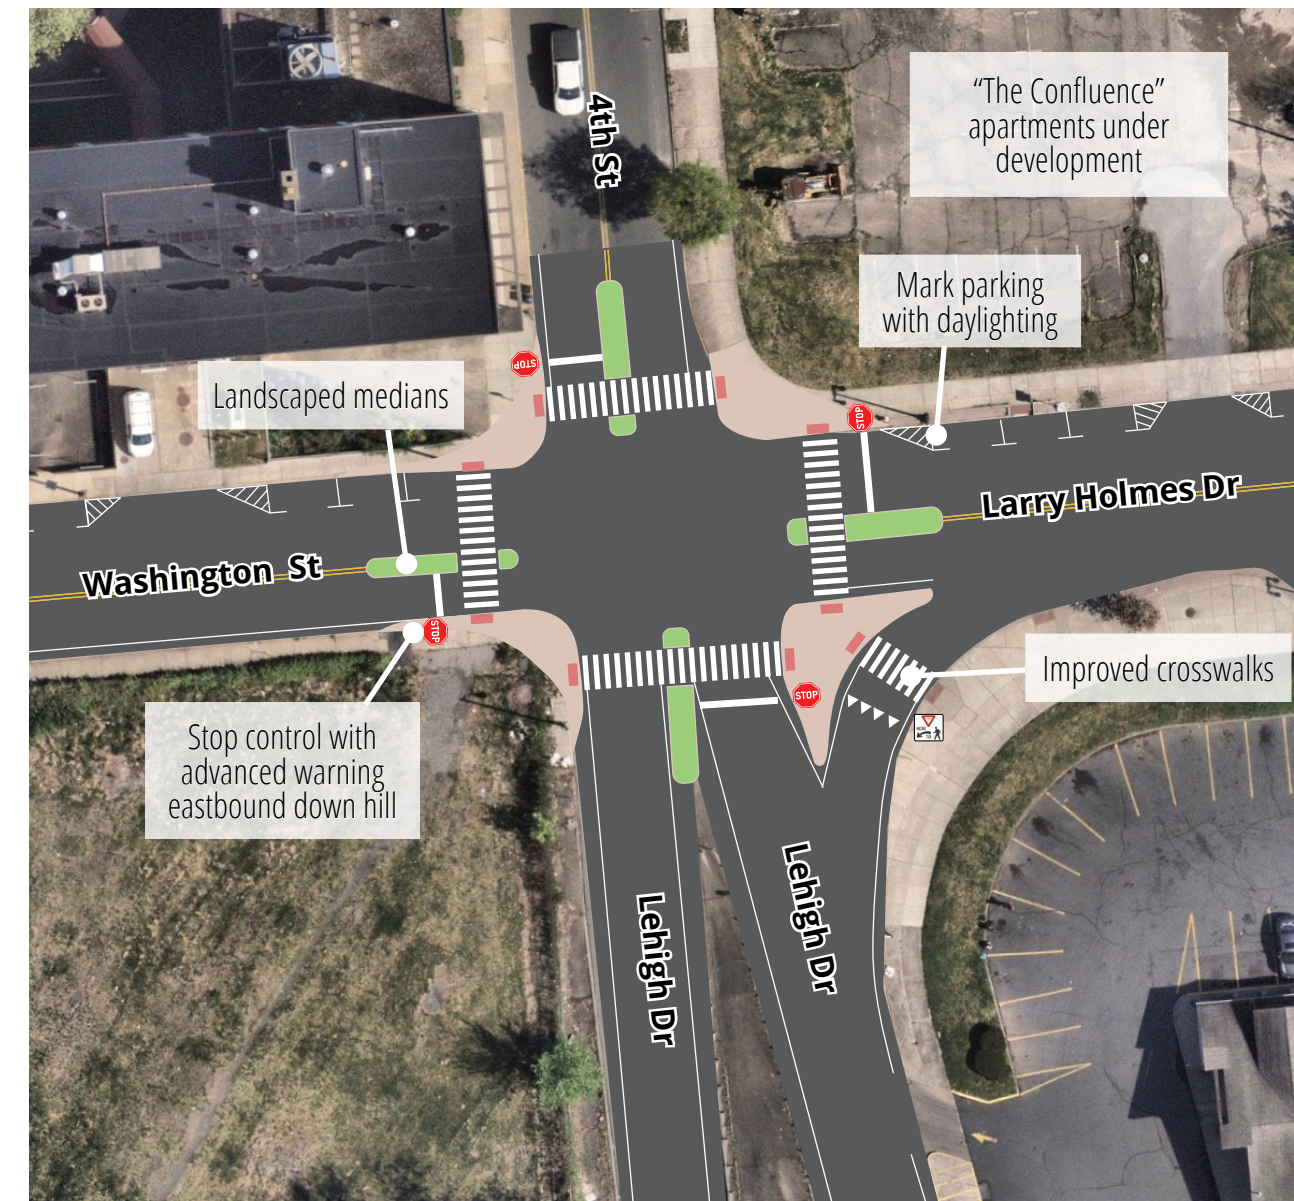 4th St
“The Confluence”
apartments under
development
Mark parking
with daylighting
STOP
Landscaped medians
STOP
Larry Holmes Dr
Washington St
STOP
Improved crosswalks
STOP
Stop control with
advanced warning
eastbound down hill
Lehigh Dr
Lehigh Dr